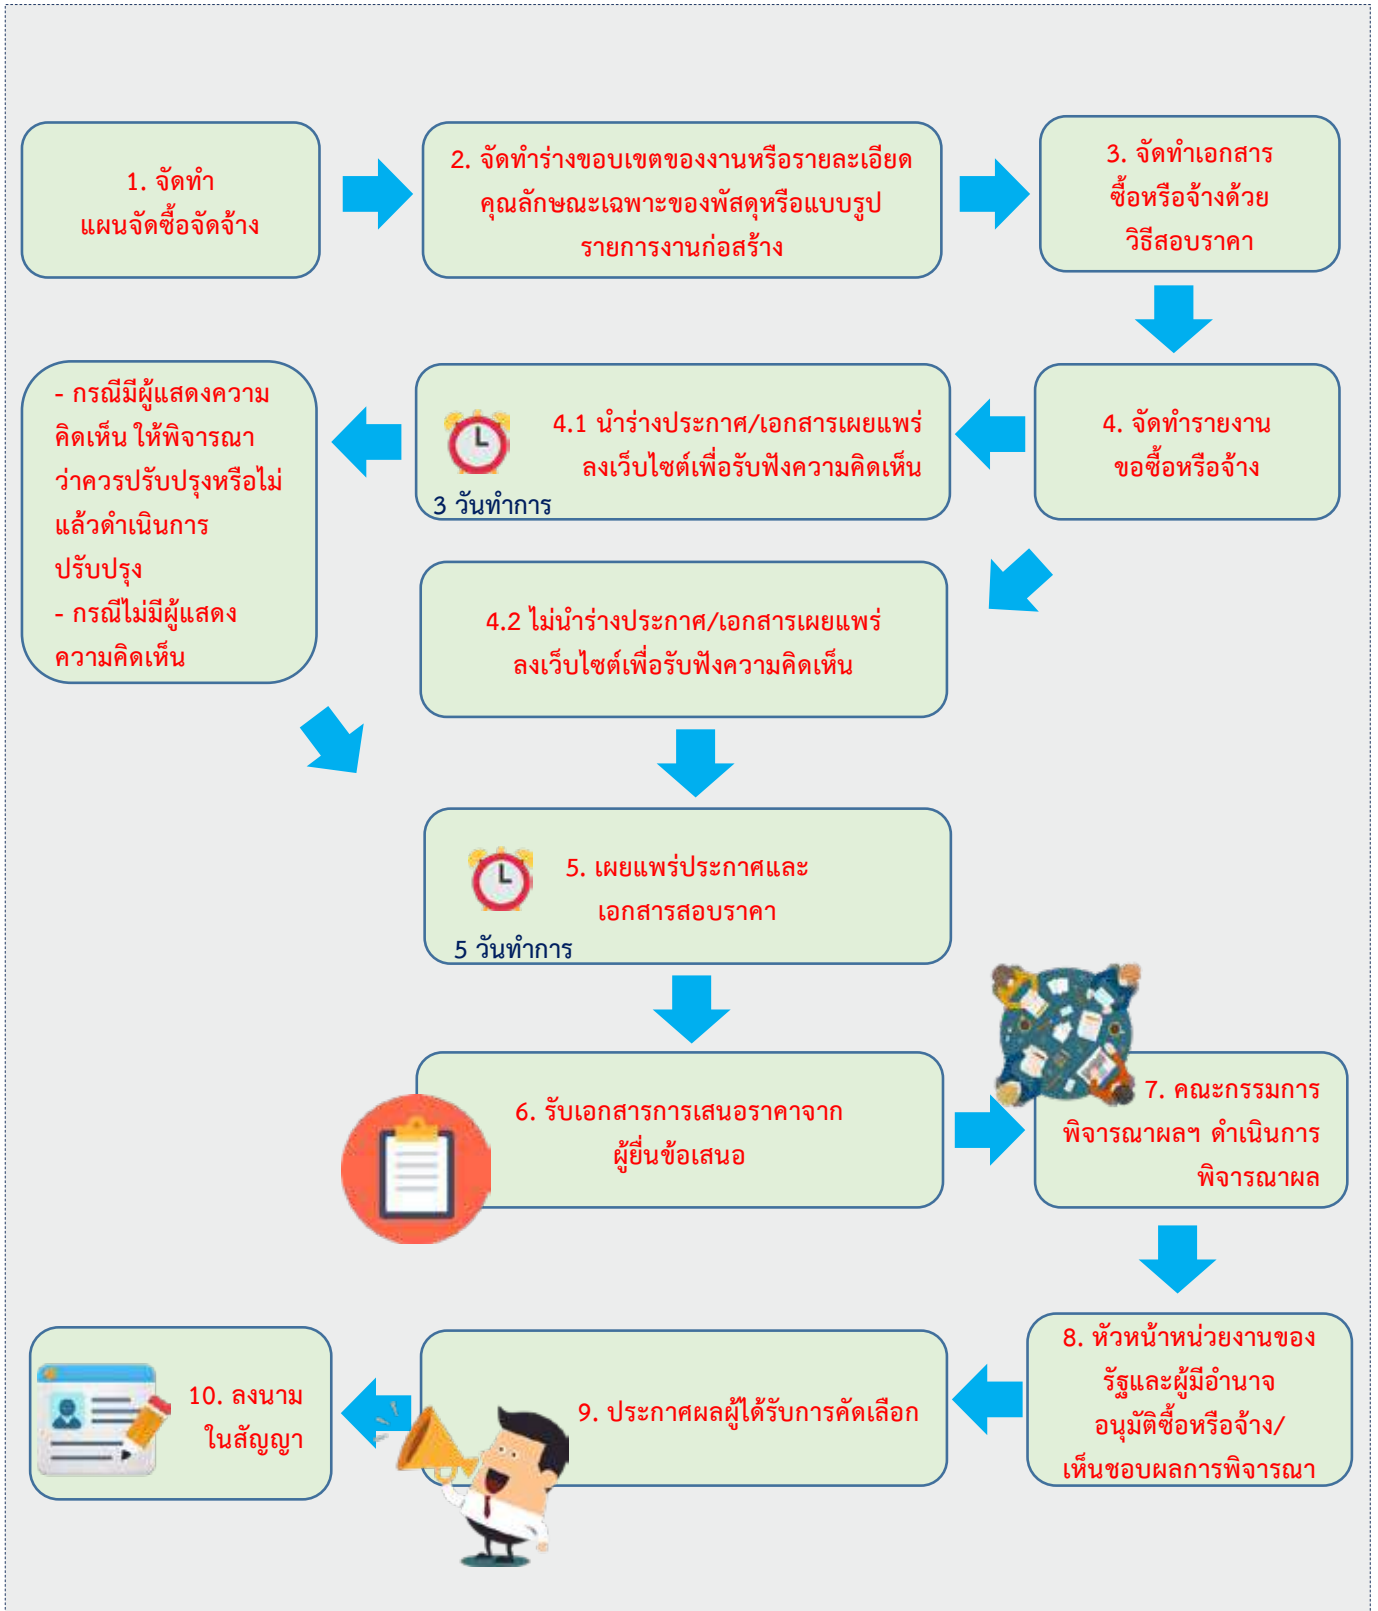 1. จัดทำ
แผนจัดซื้อจัดจ้าง
2. จัดทำร่างขอบเขตของงานหรือรายละเอียด
คุณลักษณะเฉพาะของพัสดุหรือแบบรูป
รายการงานก่อสร้าง
3. จัดทำเอกสาร
ซื้อหรือจ้างด้วย
วิธีสอบราคา
4. จัดทำรายงาน
ขอซื้อหรือจ้าง
4.1 นำร่างประกาศ/เอกสารเผยแพร่
ลงเว็บไซต์เพื่อรับฟังความคิดเห็น
3 วันทำการ
- กรณีมีผู้แสดงความ
คิดเห็น ให้พิจารณา
ว่าควรปรับปรุงหรือไม่
แล้วดำเนินการ
ปรับปรุง
- กรณีไม่มีผู้แสดง
ความคิดเห็น
4.2 ไม่นำร่างประกาศ/เอกสารเผยแพร่
ลงเว็บไซต์เพื่อรับฟังความคิดเห็น
5. เผยแพร่ประกาศและ
เอกสารสอบราคา
5 วันทำการ
6. รับเอกสารการเสนอราคาจาก
ผู้ยื่นข้อเสนอ
7. คณะกรรมการ
พิจารณาผลฯ ดำเนินการ
พิจารณาผล
8. หัวหน้าหน่วยงานของ
รัฐและผู้มีอำนาจ
อนุมัติซื้อหรือจ้าง/
เห็นชอบผลการพิจารณา
9. ประกาศผลผู้ได้รับการคัดเลือก
10. ลงนาม
ในสัญญา